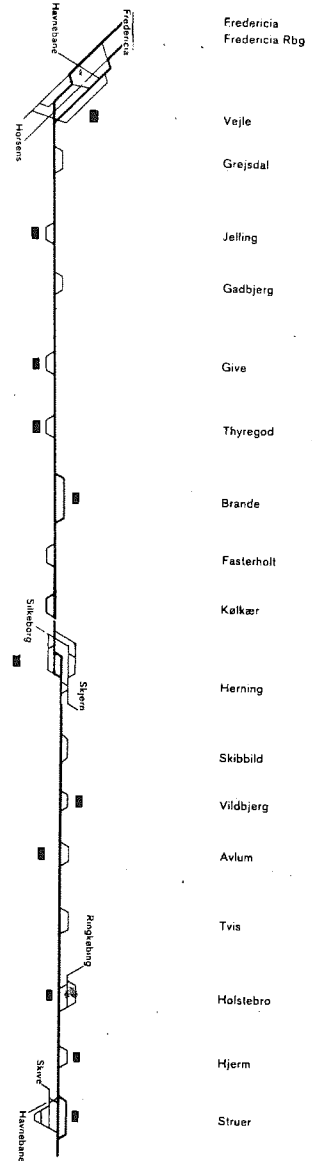 Fredericia
Fredericia Rbg
Fredericia
Havnebane
Horsens
Vejle
Grejsdal
Jelling
Gadbjerg
Give
Thyregod
Brande
Fasterholt
Kølkær
Silkeborg
Skjern
Herning
Skibbild
Vildbjerg
Avlum
Tvis
Ringkøbing
Holstebro
Hjerm
Skive
Havnebane
Struer